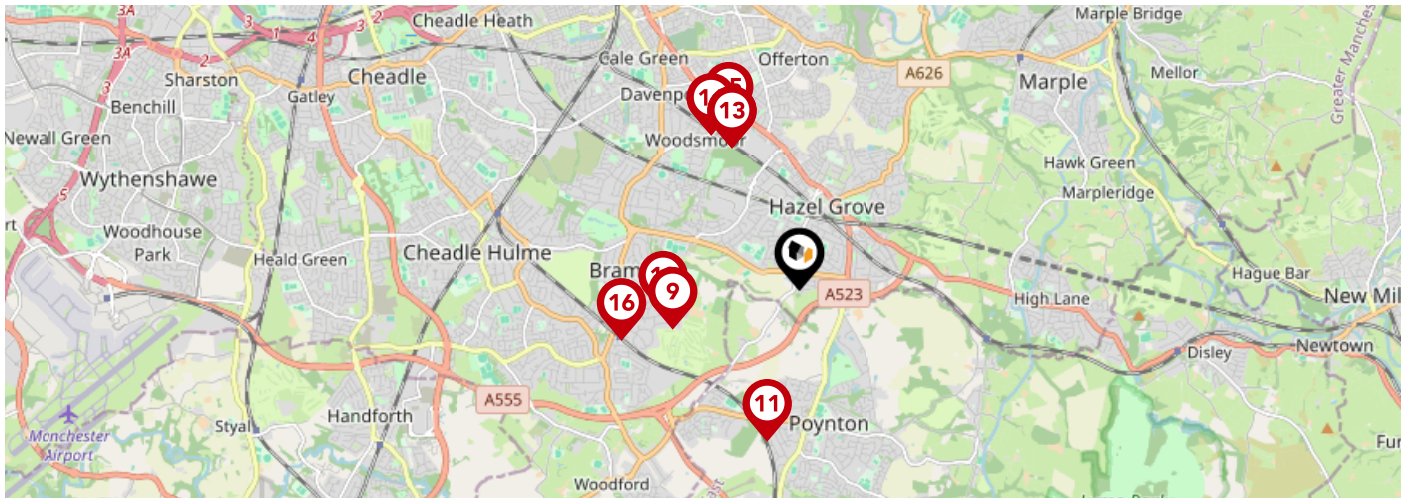 3A
Cheadle Heath
3
2
Marple Bridge
1
4
3A
2
Cale Green
Offerton
A626
Sharston
Cheadle
Marple
Mellor
3
Gatley
Benchill
13
Newall Green
Woodsmoor
Hawk Green
Wythenshawe
Marpleridge
5
Hazel Grove
Woodhouse
Park
Heald Green
Cheadle Hulme
Hague Bar
9
16
A523
High Lane
Newtown
Disley
A555
11
Handforth
Styal
Poynton
Manchester
Airport
Woodford